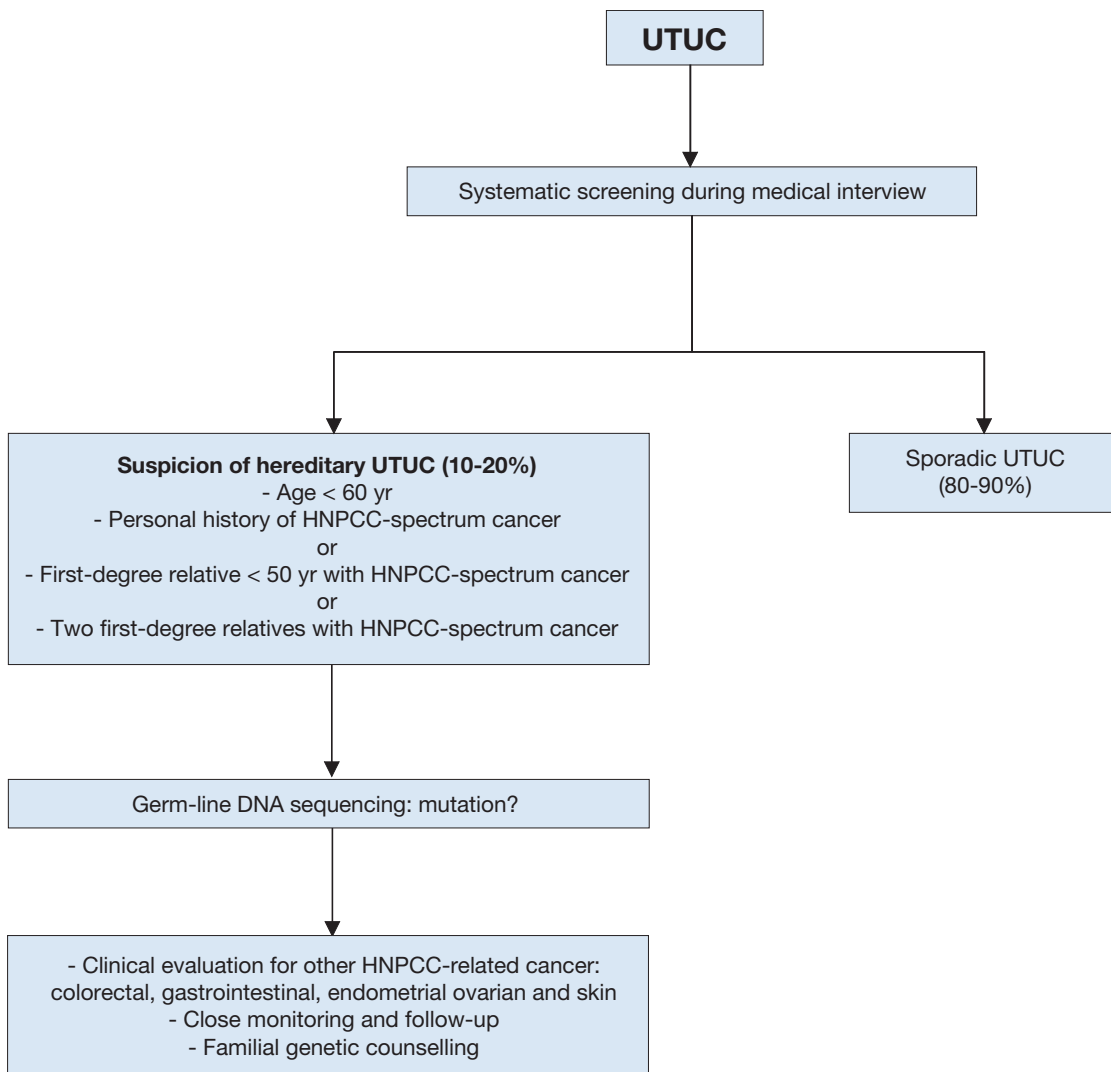 UTUC
Systematic screening during medical interview
Suspicion of hereditary UTUC (10-20%)
- Age < 60 yr
- Personal history of HNPCC-spectrum cancer
or
- First-degree relative < 50 yr with HNPCC-spectrum cancer
or
- Two first-degree relatives with HNPCC-spectrum cancer
Sporadic UTUC
(80-90%)
Germ-line DNA sequencing: mutation?
- Clinical evaluation for other HNPCC-related cancer:
colorectal, gastrointestinal, endometrial ovarian and skin
- Close monitoring and follow-up
- Familial genetic counselling